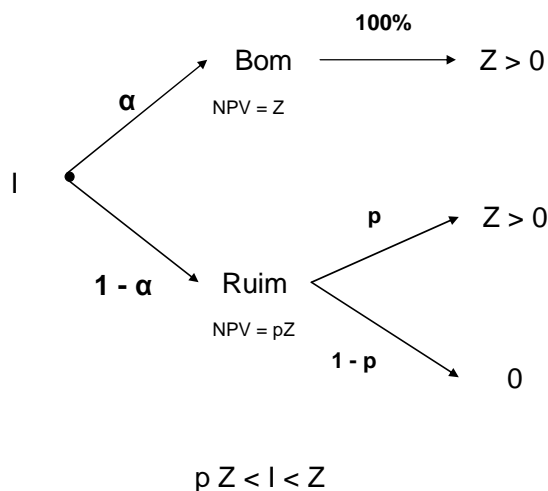 100%
Bom
Z > 0
α
NPV = Z
I
p
Z > 0
1 - α
Ruim
NPV = pZ
1 - p
0
p Z < I < Z